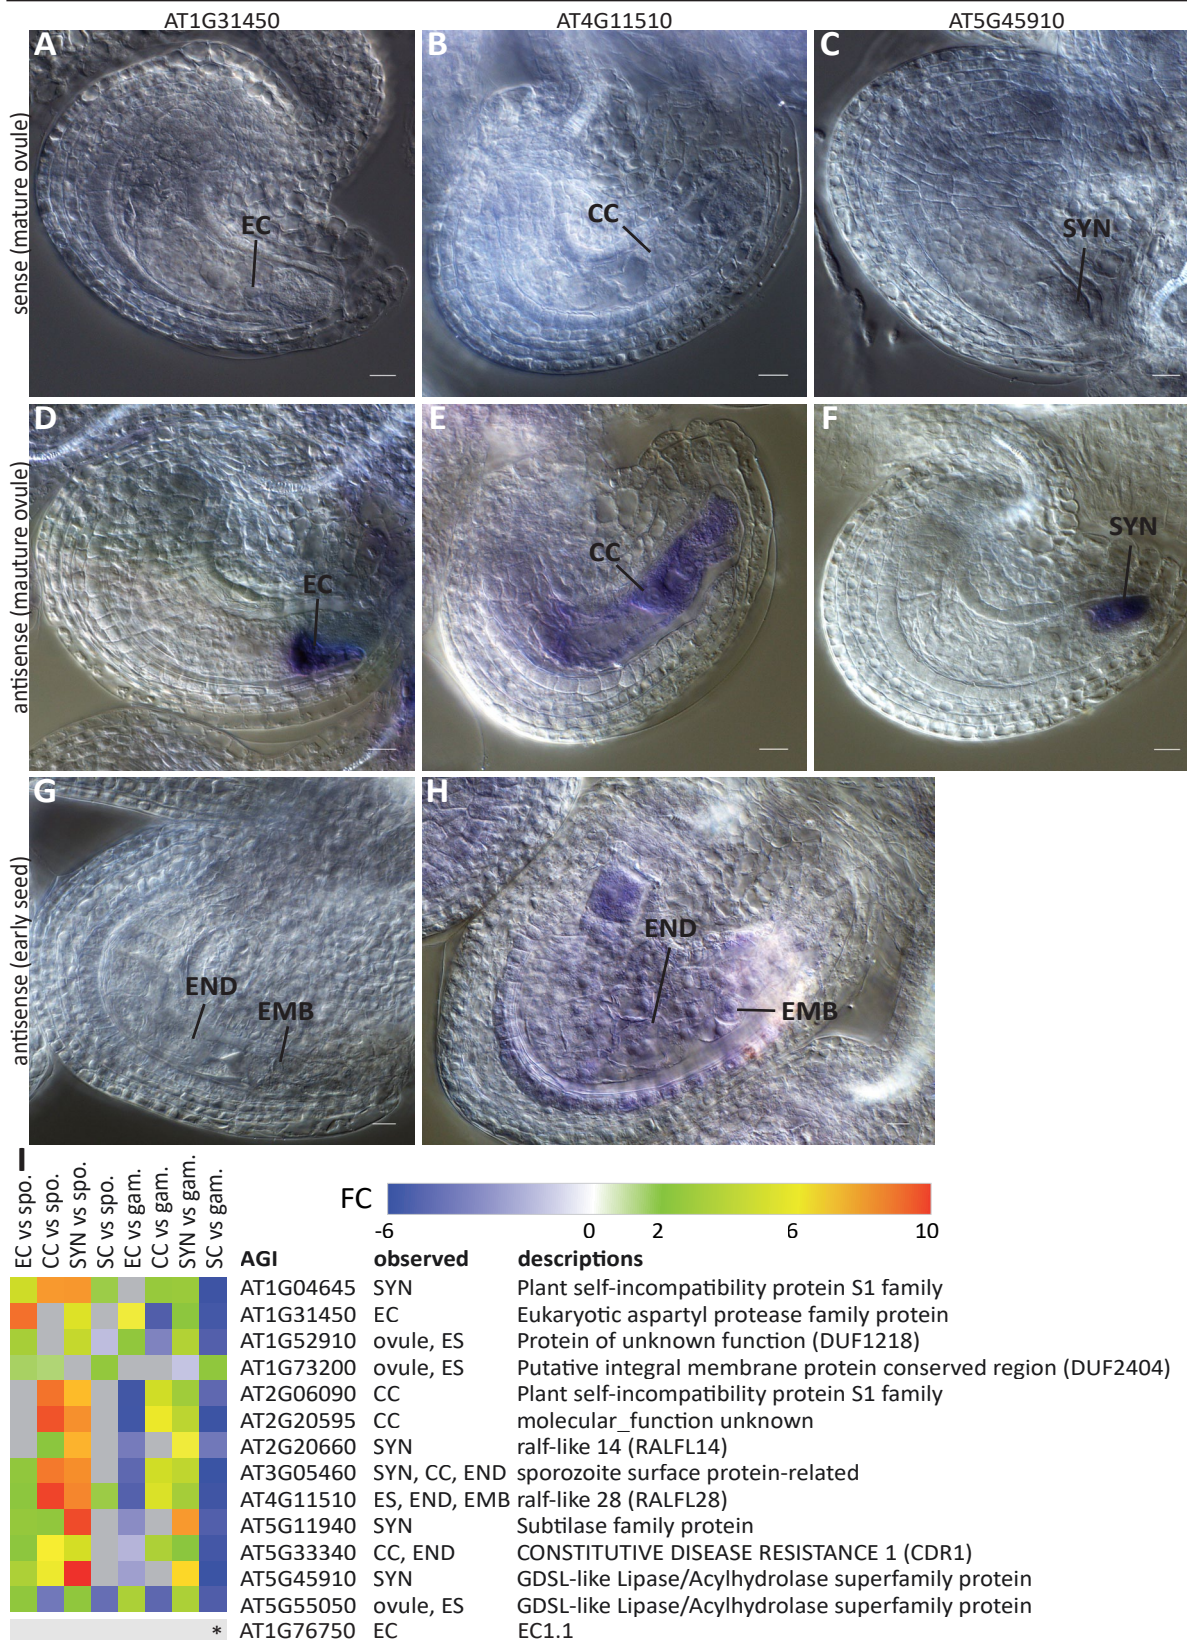 AT1G31450 AT4G11510 AT5G45910
sense (mature ovule)
A
EC
B
CC
C
SYN
antisense (mauture ovule)
D
EC
E
CC
F
SYN
antisense (early seed)
G
END
EMB
H
END
EMB
I
EC vs spo.
CC vs spo.
SYN vs spo.
SC vs spo.
EC vs gam.
CC vs gam.
SYN vs gam.
SC vs gam.
FC
-6 0 2 6 10
AGI observed descriptions
AT1G04645 SYN Plant self-incompatibility protein S1 family
AT1G31450 EC Eukaryotic aspartyl protease family protein
AT1G52910 ovule, ES Protein of unknown function (DUF1218)
AT1G73200 ovule, ES Putative integral membrane protein conserved region (DUF2404)
AT2G06090 CC Plant self-incompatibility protein S1 family
AT2G20595 CC molecular_function unknown
AT2G20660 SYN ralf-like 14 (RALFL14)
AT3G05460 SYN, CC, END sporozoite surface protein-related
AT4G11510 ES, END, EMB ralf-like 28 (RALFL28)
AT5G11940 SYN Subtilase family protein
AT5G33340 CC, END CONSTITUTIVE DISEASE RESISTANCE 1 (CDR1)
AT5G45910 SYN GDSL-like Lipase/Acylhydrolase superfamily protein
AT5G55050 ovule, ES GDSL-like Lipase/Acylhydrolase superfamily protein
* AT1G76750 EC EC1.1